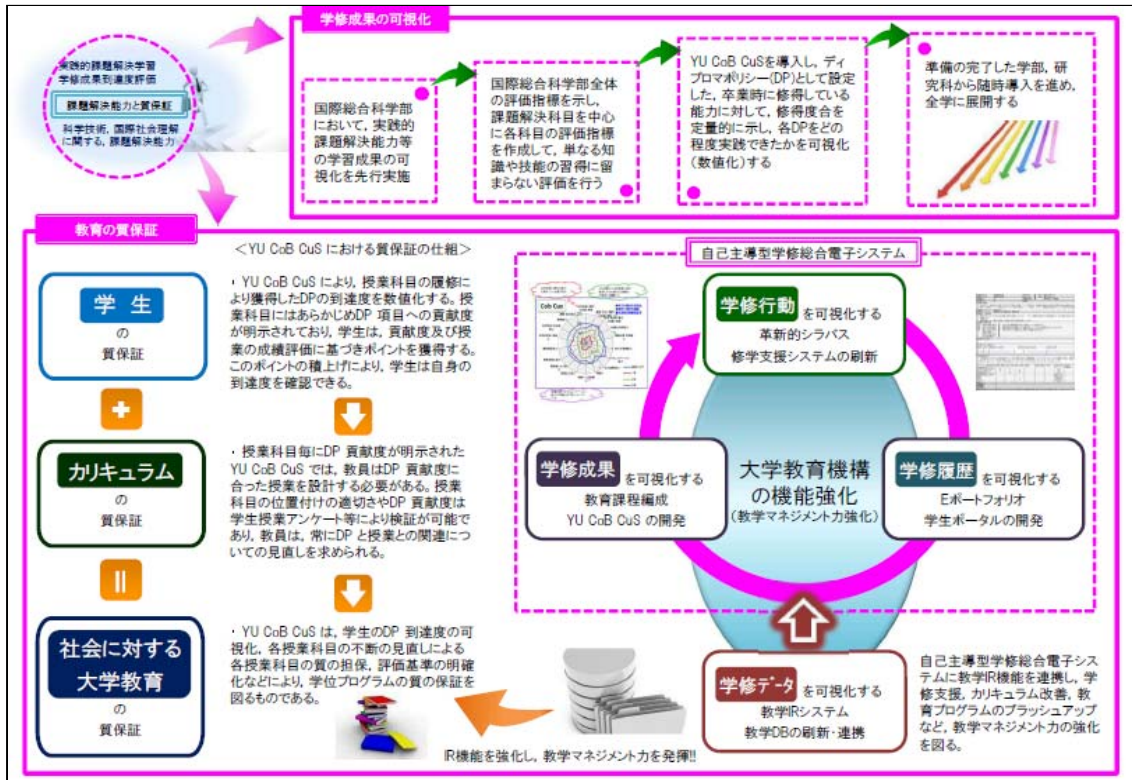 学修成果の可視化
実践的課題解決学習
学修成果到達度評価
課題解決能力と質保証
科学技術，国際社会理解
に関する，課題解決能力
国際総合科学部
において，実践的
課題解決能力等
の学習成果の可
視化を先行実施
国際総合科学部全体
の評価指標を示し，
課題解決科目を中心
に各科目の評価指標
を作成して，単なる知
識や技能の習得に留
まらない評価を行う
YU CoB CuSを導入し，ディ
プロマポリシー(DP)として設定
した，卒業時に修得している
能力に対して，修得度合を
定量的に示し，各DPをどの
程度実践できたかを可視化
（数値化）する
準備の完了した学部，研
究科から随時導入を進め，
全学に展開する
教育の質保証
＜YU CoB CuS における質保証の仕組＞
学 生
の
質保証
・ YU CoB CuS により，授業科目の履修に
より獲得したDPの到達度を数値化する。授
業科目にはあらかじめDP 項目への貢献度
が明示されており，学生は，貢献度及び授
業の成績評価に基づきポイントを獲得する。
このポイントの積上げにより，学生は自身の
到達度を確認できる。
カリキュラム
の
質保証
・ 授業科目毎にDP 貢献度が明示された
YU CoB CuS では，教員はDP 貢献度に
合った授業を設計する必要がある。授業
科目の位置付けの適切さやDP 貢献度は
学生授業アンケート等により検証が可能で
あり，教員は，常にDP と授業との関連につ
いての見直しを求められる。
社会に対する
大学教育
の
質保証
・ YU CoB CuS は，学生のDP 到達度の可
視化，各授業科目の不断の見直しによる
各授業科目の質の担保，評価基準の明確
化などにより，学位プログラムの質の保証を
図るものである。
自己主導型学修総合電子システム
Cob Cus
学修行動 を可視化する
革新的シラバス
修学支援システムの刷新
学修成果 を可視化する
教育課程編成
YU CoB CuS の開発
大学教育機構
の機能強化
(教学マネジメント力強化)
学修履歴 を可視化する
Eポートフォリオ
学生ポータルの開発
学修データ を可視化する
教学IRシステム
教学DBの刷新・連携
IR機能を強化し，教学マネジメント力を発揮!!
自己主導型学修総合電子シス
テムに教学IR機能を連携し，学
修支援，カリキュラム改善，教
育プログラムのブラッシュアップ
など，教学マネジメント力の強化
を図る。